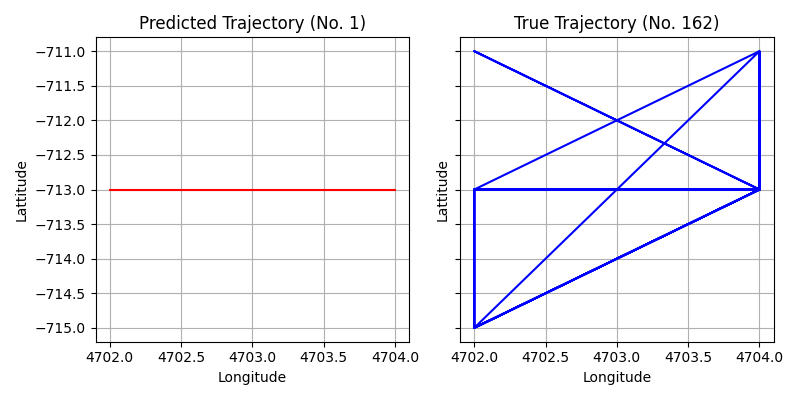 Predicted Trajectory (No. 1)
True Trajectory (No. 162)
−711.0
−711.5
−712.0
−712.5
−713.0
−713.5
−714.0
−714.5
−715.0
Lattitude
Lattitude
4702.0 4702.5 4703.0 4703.5 4704.0
4702.0 4702.5 4703.0 4703.5 4704.0
Longitude
Longitude